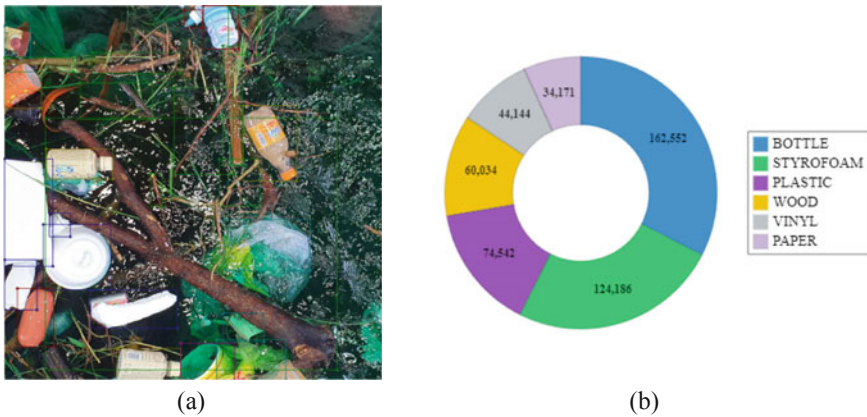 34,171
44,144
162,552
60,034
74,542
124,186
BOTTLE
STYROFOAM
PLASTIC
WOOD
VINYL
PAPER
(a)
(b)